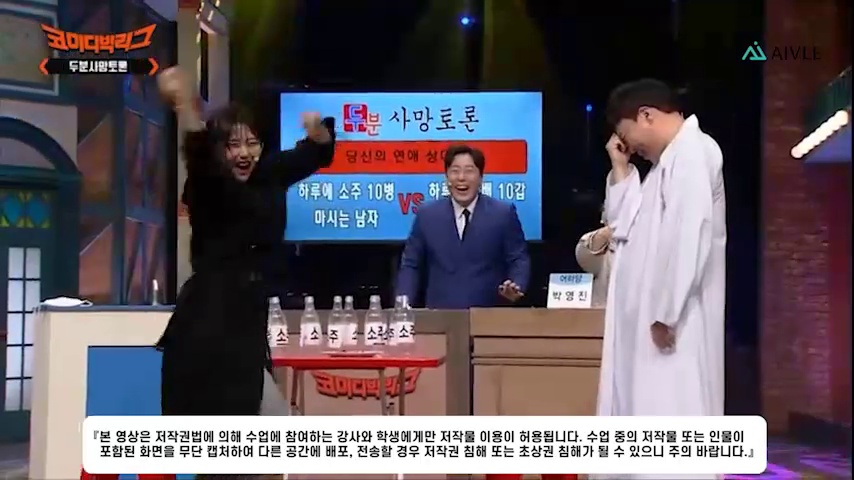 코미디빅리그
두분사망토론
AIVLE
두분 사망토론
당신의 연애 상대
하루에 소주 10병
마시는 남자
VS
10갑
어리당
박영진
소
소
주
소주
소주
코미디빅리그
『본 영상은 저작권법에 의해 수업에 참여하는 강사와 학생에게만 저작물 이용이 허용됩니다. 수업 중의 저작물 또는 인물이
포함된 화면을 무단 캡처하여 다른 공간에 배포, 전송할 경우 저작권 침해 또는 초상권 침해가 될 수 있으니 주의 바랍니다.』